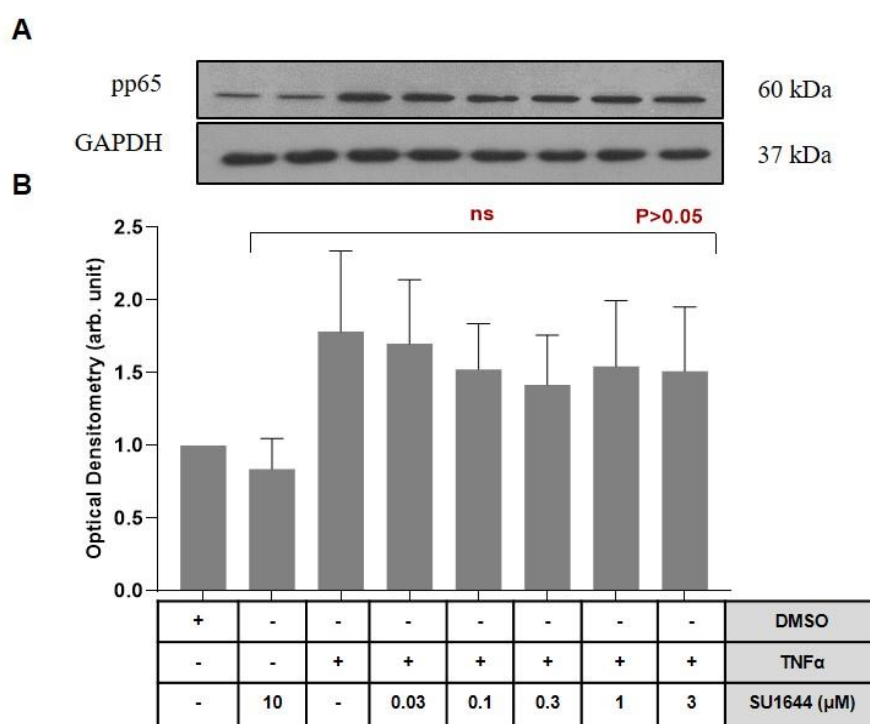 A
pp65
60 kDa
GAPDH
37 kDa
B
ns
P>0.05
Optical Densitometry (arb. unit)
2.5
2.0
1.5
1.0
0.5
0.0
+ - - - - - - - DMSO
- - + + + + + + TNFα
- 10 - 0.03 0.1 0.3 1 3 SU1644 (µM)